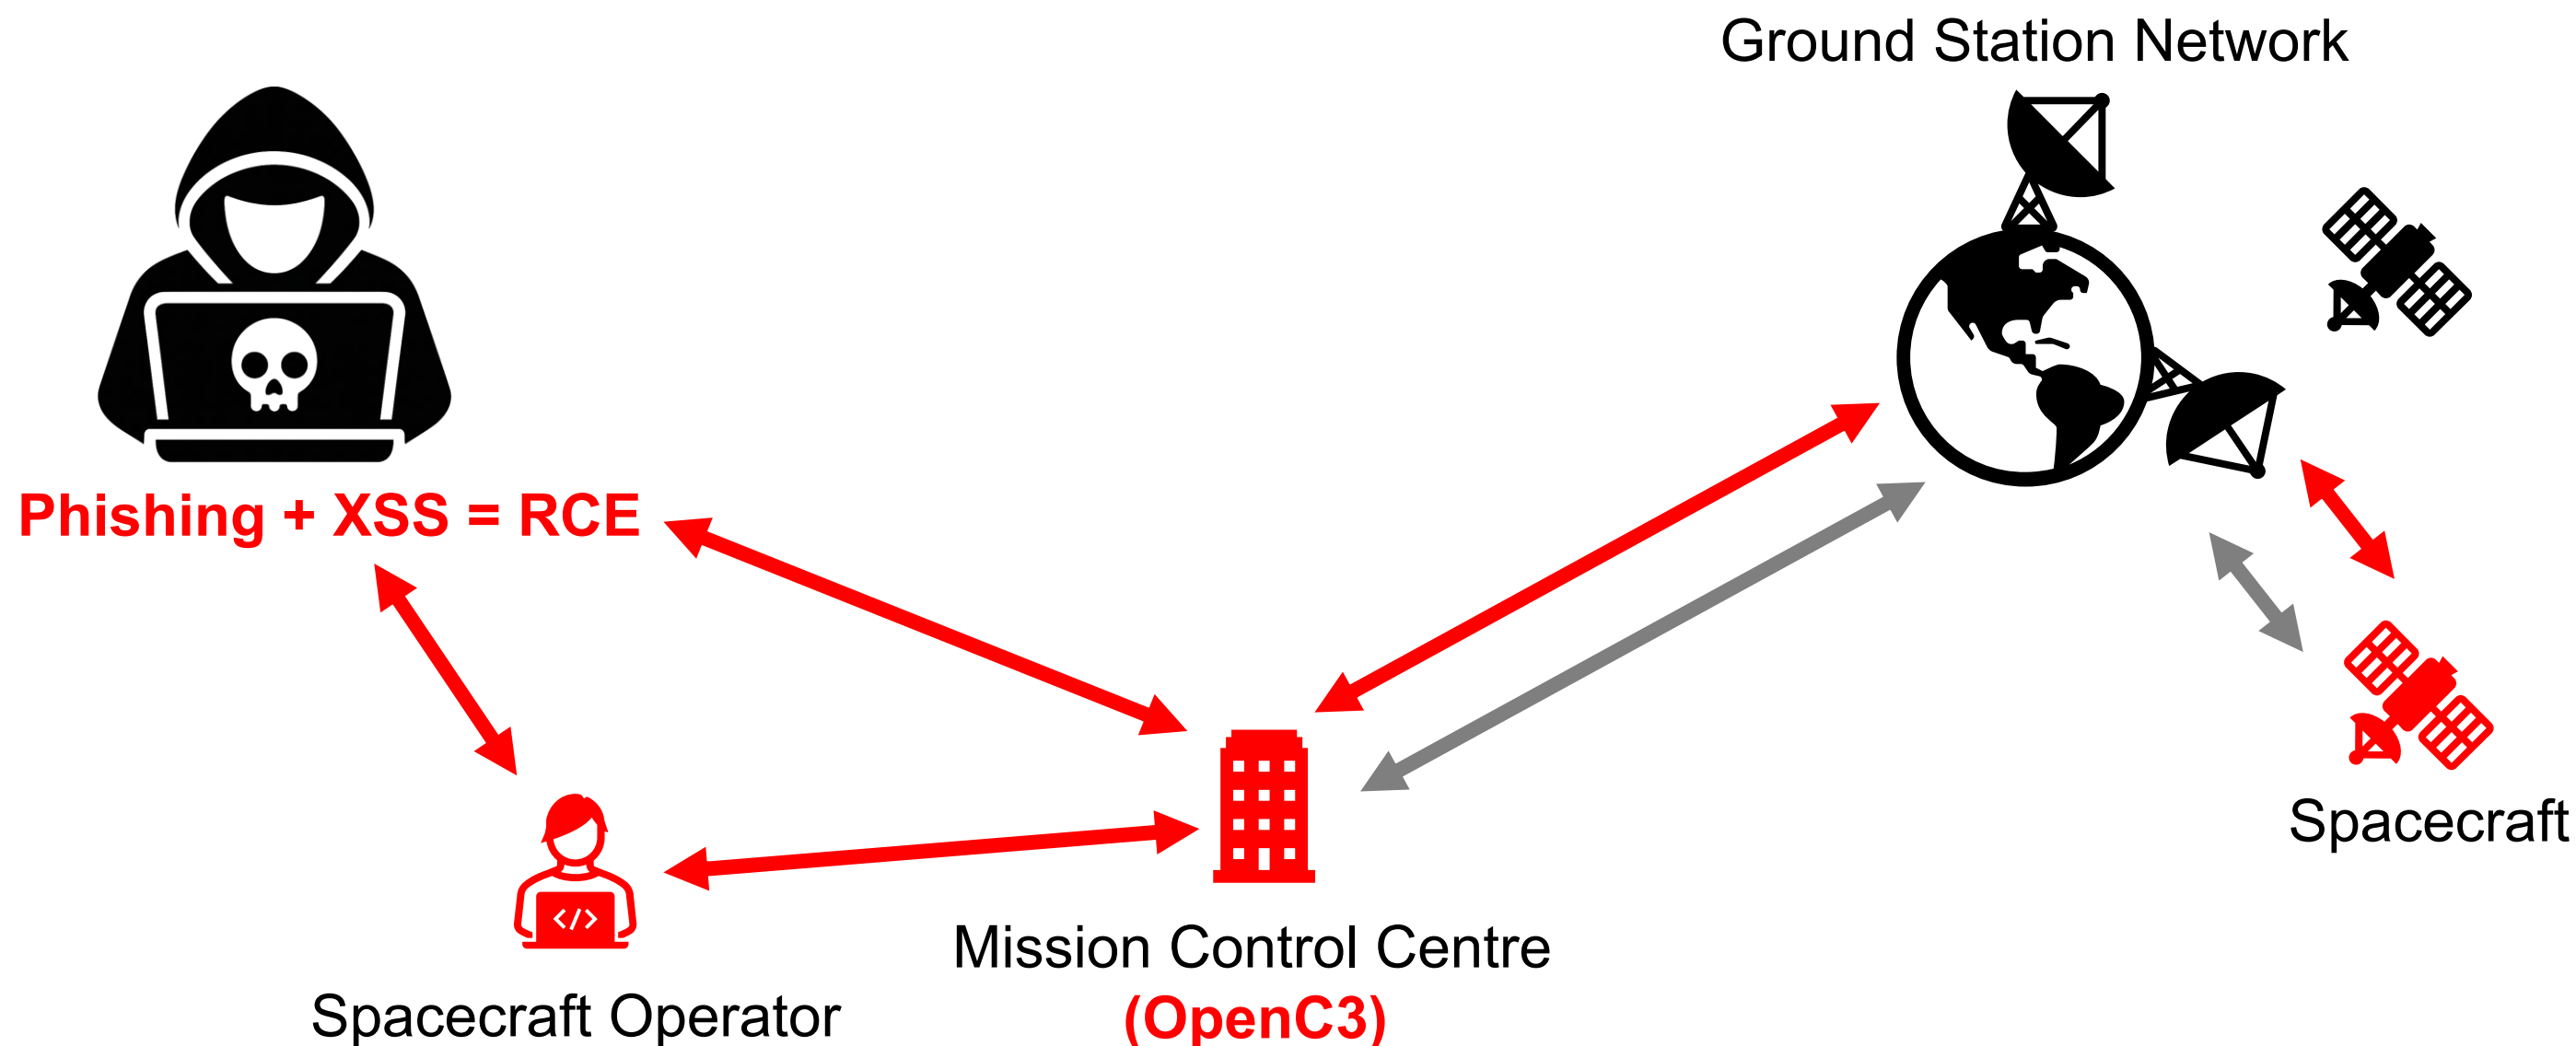 Ground Station Network
Phishing + XSS = RCE
</>
Spacecraft
Mission Control Centre
(OpenC3)
Spacecraft Operator